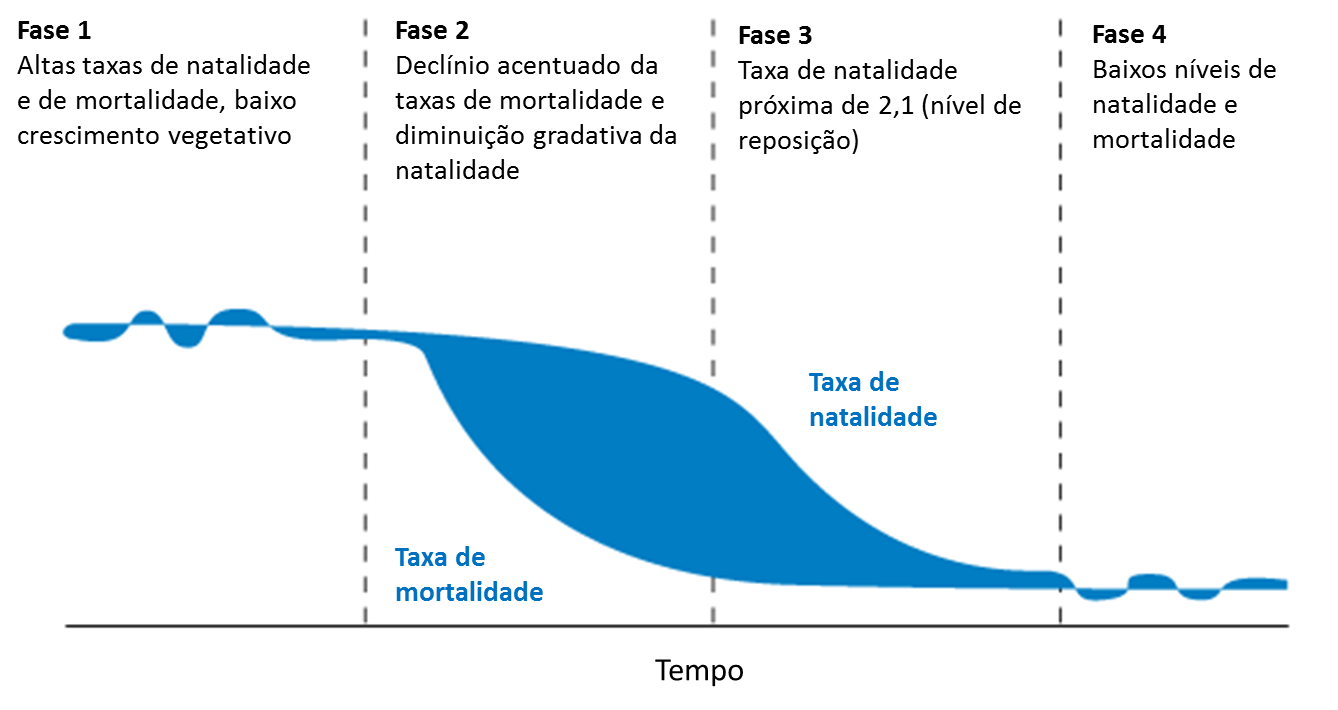 Fase 1
Altas taxas de natalidade
e de mortalidade, baixo
crescimento vegetativo
Fase 2
Declínio acentuado da
taxas de mortalidade e
diminuição gradativa da
natalidade
Fase 3
Taxa de natalidade
próxima de 2,1 (nível de
reposição)
Fase 4
Baixos níveis de
natalidade e
mortalidade
Taxa de
natalidade
Taxa de
mortalidade
Tempo